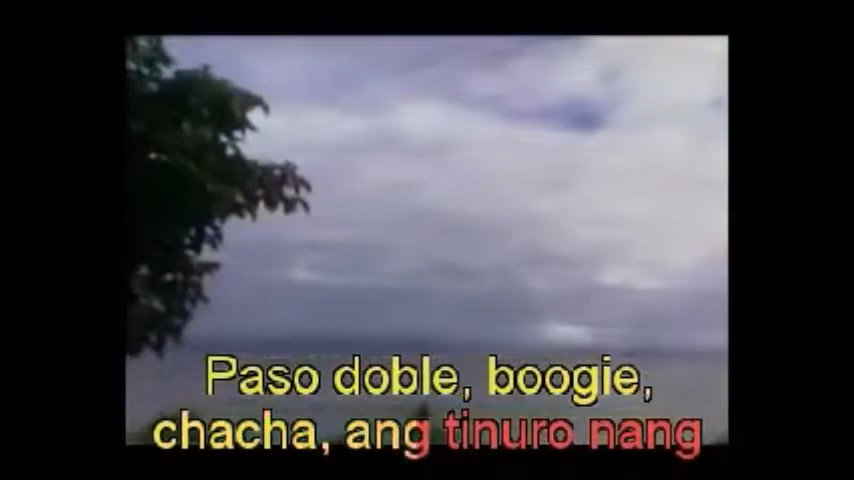 Paso doble, boogie,
chacha, ang tinuro nang